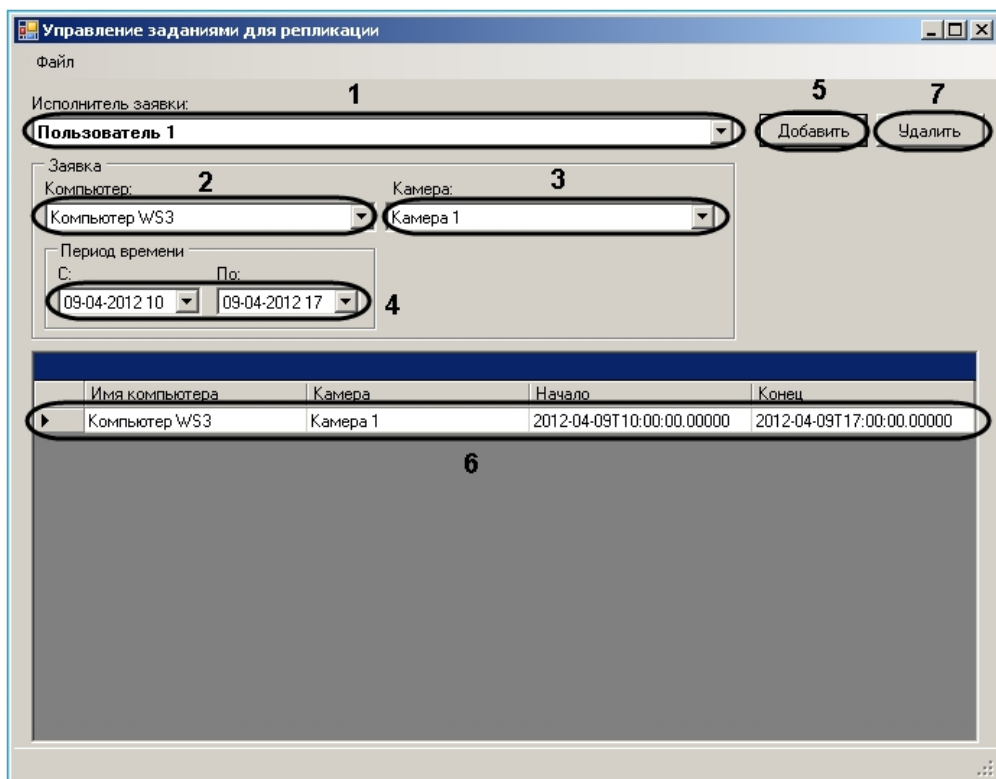 Управление заданиями для репликации
Файл
Исполнитель заявки:
1
5
7
Пользователь 1
Добавить
Удалить
Заявка
Компьютер:
2
Камера:
3
Компьютер WS3
Камера 1
Период времени
С:
По:
09-04-2012 10
09-04-2012 17
4
Имя компьютера
Камера
Начало
Конец
Компьютер WS3
Камера 1
2012-04-09T10:00:00.00000
2012-04-09T17:00:00.00000
6